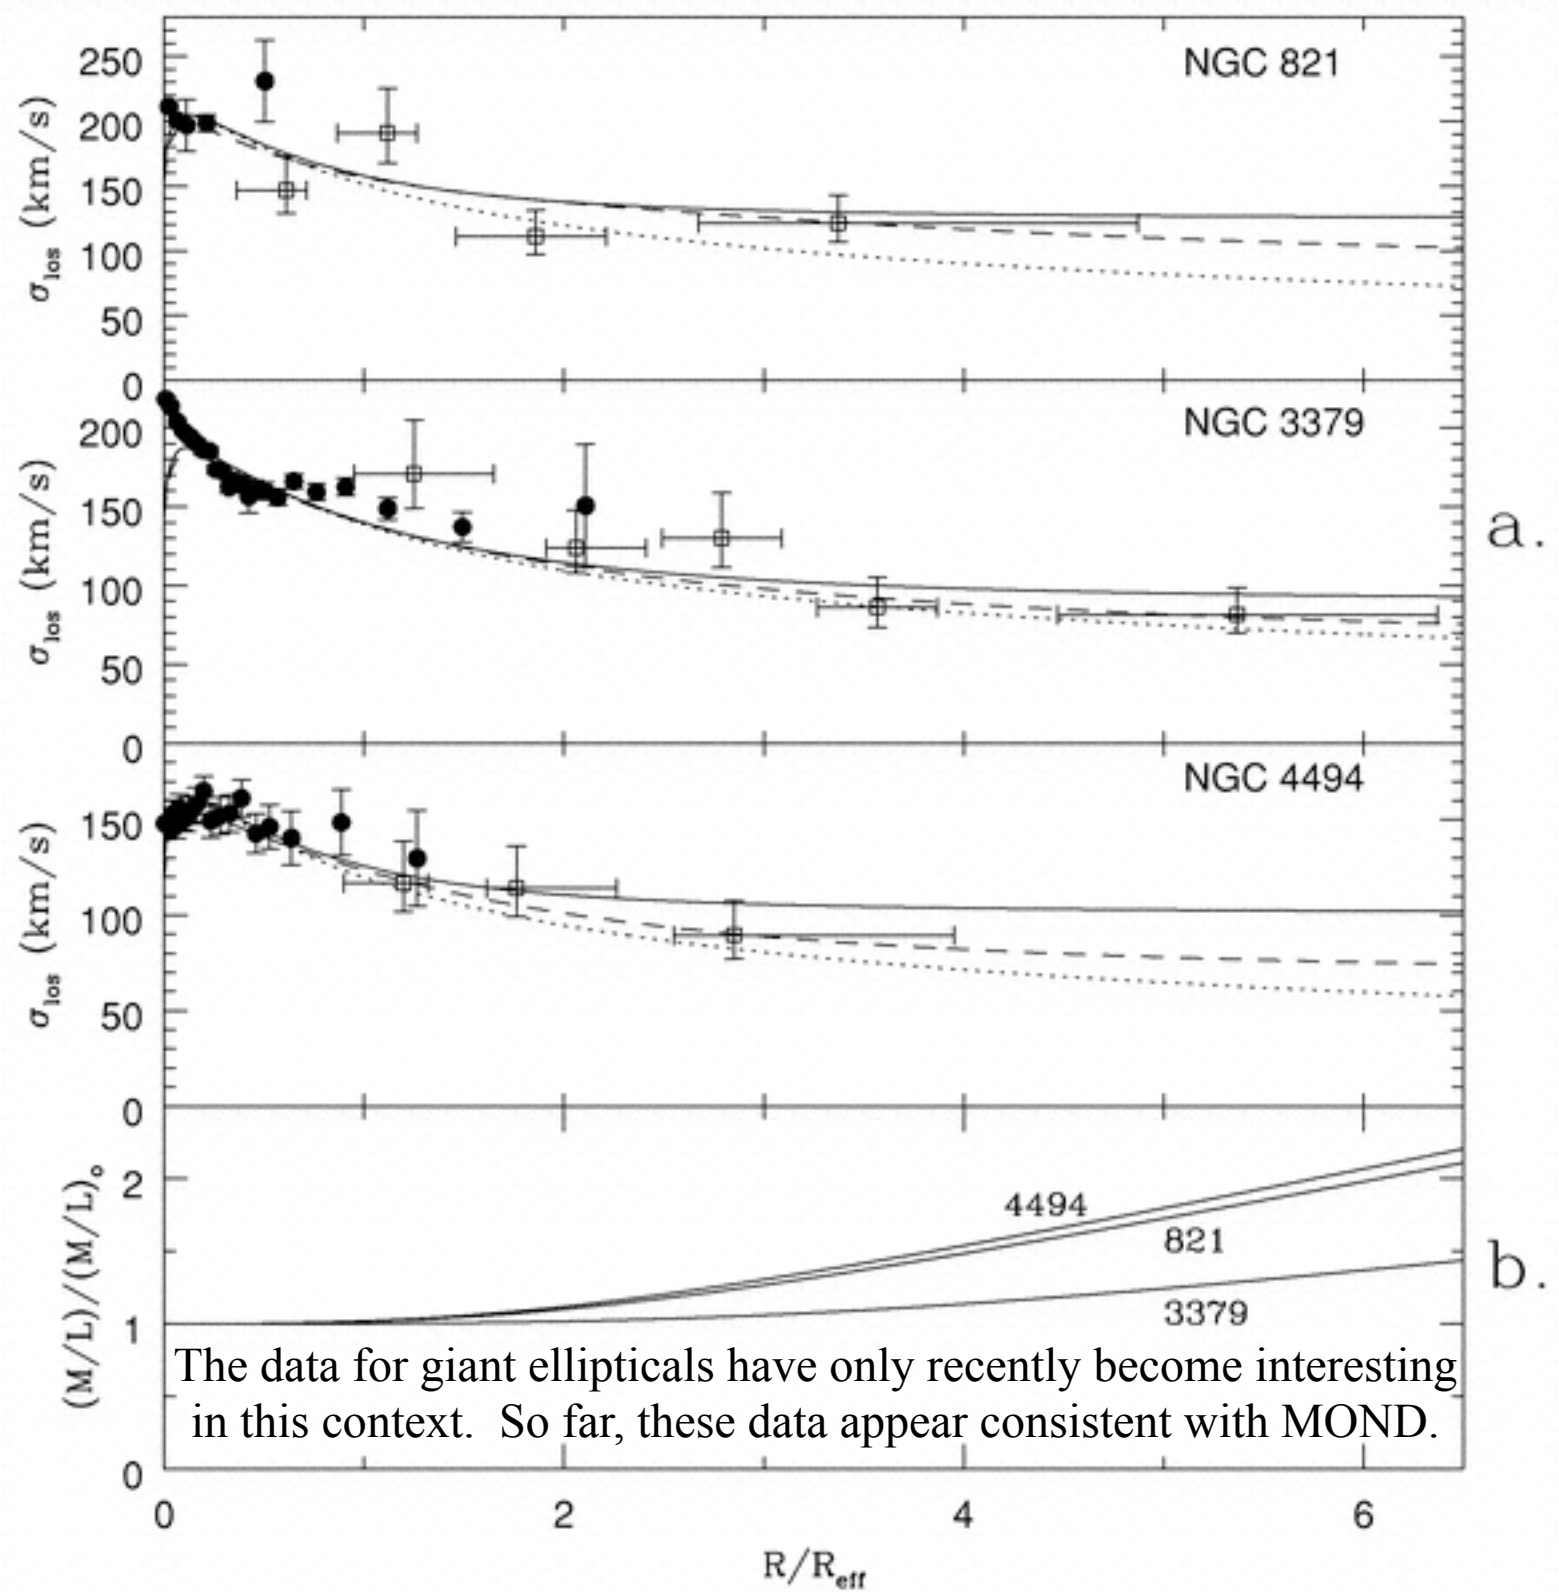 250
200
150
100
50
0
σlos (km/s)
NGC 821
200
150
100
50
0
σlos (km/s)
NGC 3379
a.
150
100
50
0
σlos (km/s)
NGC 4494
2
1
0
(M/L)/(M/L)o
4494
821
3379
b.
The data for giant ellipticals have only recently become interesting
in this context. So far, these data appear consistent with MOND.
0 2 4 6
R/Reff